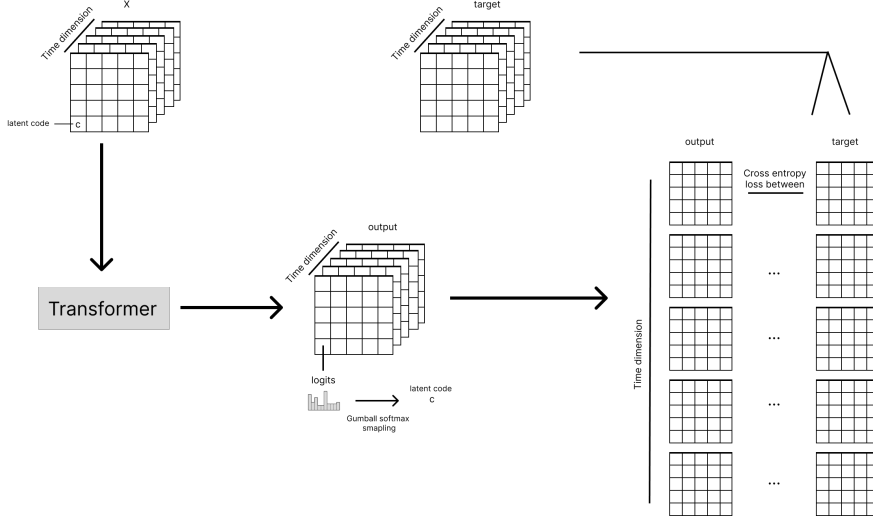 X
target
Time dimension
Time dimension
latent code
c
output
target
Cross entropy
loss between
output
Time dimension
...
Transformer
...
Time dimension
logits
latent code
c
...
Gumball softmax
smapling
...